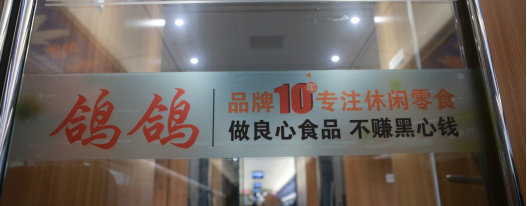 鸽鸽
品牌10年专注休闲零食
做良心食品 不赚黑心钱